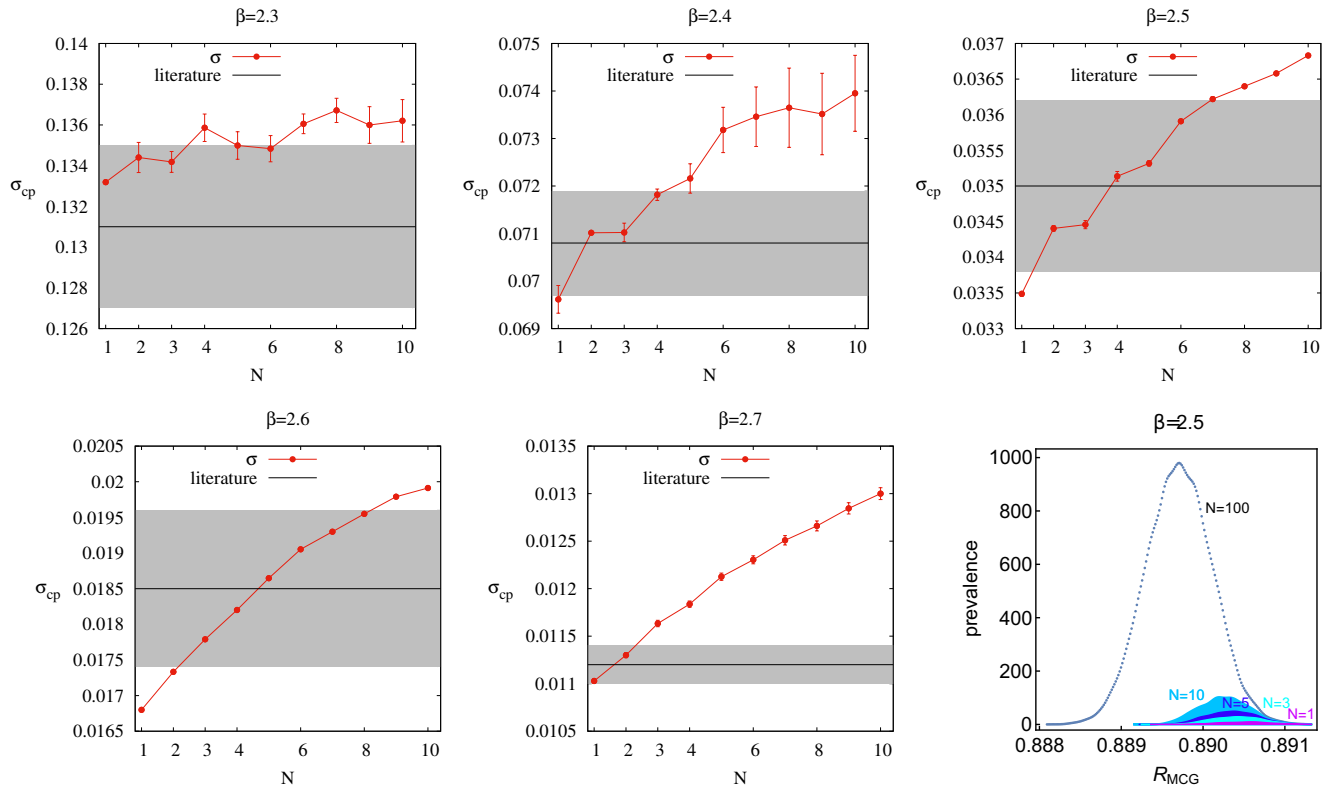 β=2.3
0.14
0.138
0.136
0.134
0.132
0.13
0.128
0.126
σcp
σ
literature
1
2
3
4
6
8
10
N
β=2.4
0.075
0.074
0.073
0.072
0.071
0.07
0.069
σcp
σ
literature
1
2
3
4
6
8
10
N
β=2.5
0.037
0.0365
0.036
0.0355
0.035
0.0345
0.034
0.0335
0.033
σcp
σ
literature
1
2
3
4
6
8
10
N
β=2.6
0.0205
0.02
0.0195
0.019
0.0185
0.018
0.0175
0.017
0.0165
σcp
σ
literature
1
2
3
4
6
8
10
N
β=2.7
0.0135
0.013
0.0125
0.012
0.0115
0.011
0.0105
σcp
σ
literature
1
2
3
4
6
8
10
N
β=2.5
1000
800
600
400
200
0
prevalence
N=100
N=10
N=5
N=3
N=1
0.888
0.889
0.890
0.891
RMCG